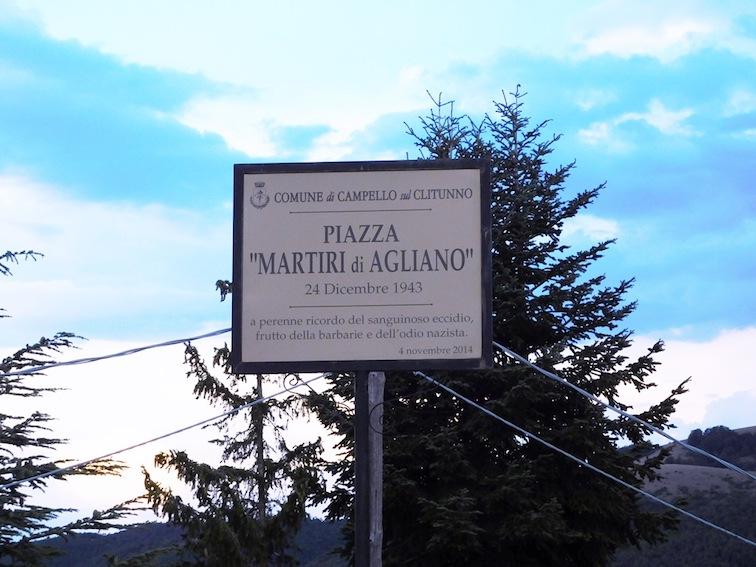 COMUNE di CAMPELLO sul CLITUNNO
PIAZZA
"MARTIRI di AGLIANO"
24 Dicembre 1943
a perenne ricordo del sanguinoso eccidio,
frutto della barbarie e dell'odio nazista.
4 novembre 2014